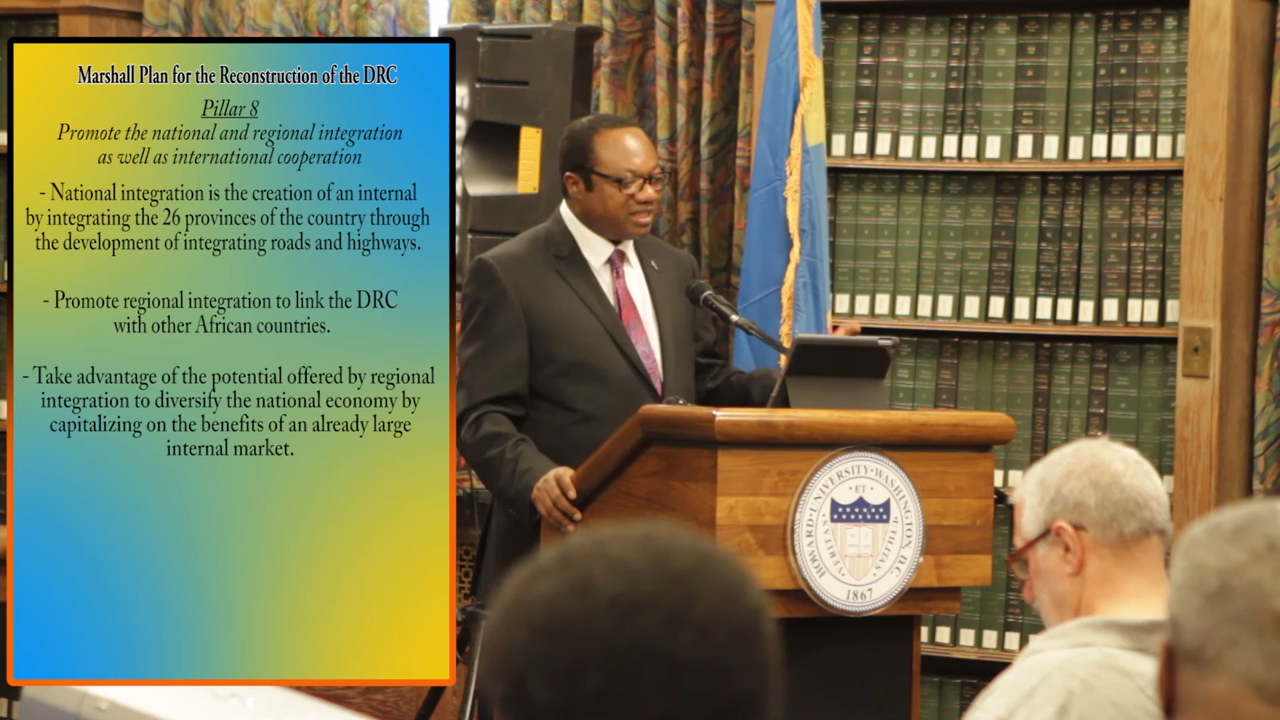 Marshall Plan for the Reconstruction of the DRC
Pillar 8
Promote the national and regional integration
as well as international cooperation
- National integration is the creation of an internal
by integrating the 26 provinces of the country through
the development of integrating roads and highways.
- Promote regional integration to link the DRC
with other African countries.
- Take advantage of the potential offered by regional
integration to diversify the national economy by
capitalizing on the benefits of an already large
internal market.
HOWARD·UNIVERSITY·WASHINGTON, D.C.
·ET·
VERITAS
UTILITAS
1867